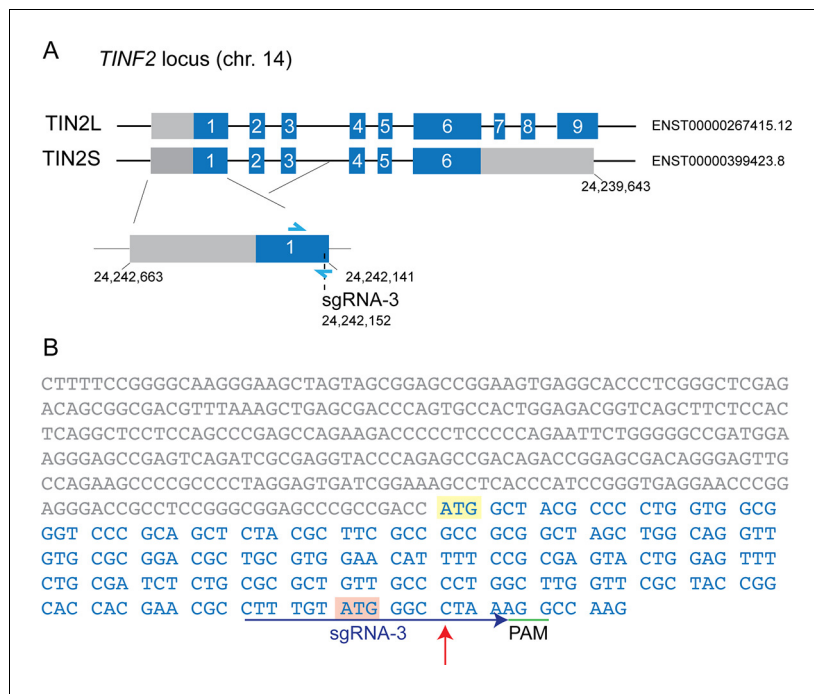 A TINF2 locus (chr. 14)
TIN2L 1 2 3 4 5 6 7 8 9 ENST00000267415.12
TIN2S 1 2 3 4 5 6 ENST00000399423.8
24,239,643
1
24,242,663 24,242,141
sgRNA-3
24,242,152
B
CTTTTCCGGGGCAAGGGAAGCTAGTAGCGGAGCCGGAAGTGAGGCACCCTCGGGCTCGAG
ACAGCGGCGACGTTTAAAGCTGAGCGACCCAGTGCCACTGGAGACGGTCAGCTTCTCCAC
TCAGGCTCCTCCAGCCCGAGCCAGAAGACCCCCTCCCCCAGAATTCTGGGGGCCGATGGA
AGGGAGCCGAGTCAGATCGCGAGGTACCCAGAGCCGACAGACCGGAGCGACAGGGAGTTG
CCAGAAGCCCCGCCCCTAGGAGTGATCGGAAAGCCTCACCCATCCGGGTGAGGAACCCGG
AGGGACCGCCTCCGGGCGGAGCCCGCCGACC ATG GCT ACG CCC CTG GTG GCG
GGT CCC GCA GCT CTA CGC TTC GCC GCC GCG GCT AGC TGG CAG GTT
GTG CGC GGA CGC TGC GTG GAA CAT TTT CCG CGA GTA CTG GAG TTT
CTG CGA TCT CTG CGC GCT GTT GCC CCT GGC TTG GTT CGC TAC CGG
CAC CAC GAA CGC CTT TGT ATG GGC CTA AAG GCC AAG
sgRNA-3 PAM